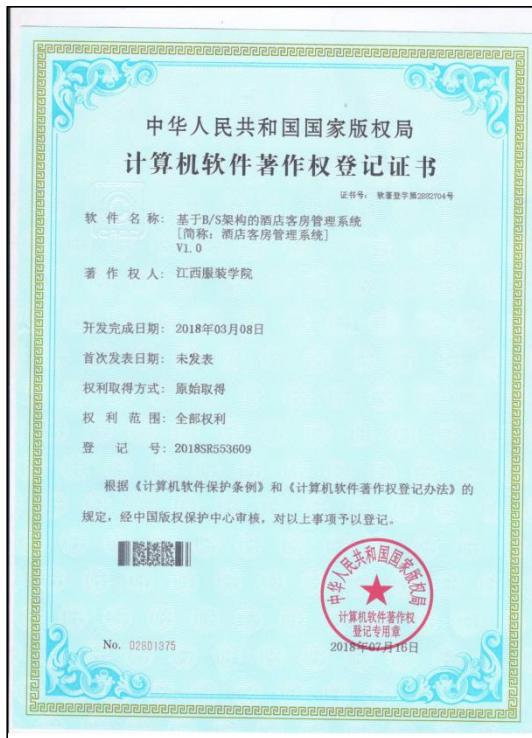 中华人民共和国国家版权局
计算机软件著作权登记证书
证书号： 软著登字第2882704号
软件名称： 基于B/S架构的酒店客房管理系统
[简称：酒店客房管理系统]
V1.0
著作权人： 江西服装学院
开发完成日期： 2018年03月08日
首次发表日期： 未发表
权利取得方式： 原始取得
权利范围： 全部权利
登记号： 2018SR553609
根据《计算机软件保护条例》和《计算机软件著作权登记办法》的
规定，经中国版权保护中心审核，对以上事项予以登记。
中华人民共和国国家版权局
计算机软件著作权
登记专用章
No. 02801375
2018年07月16日